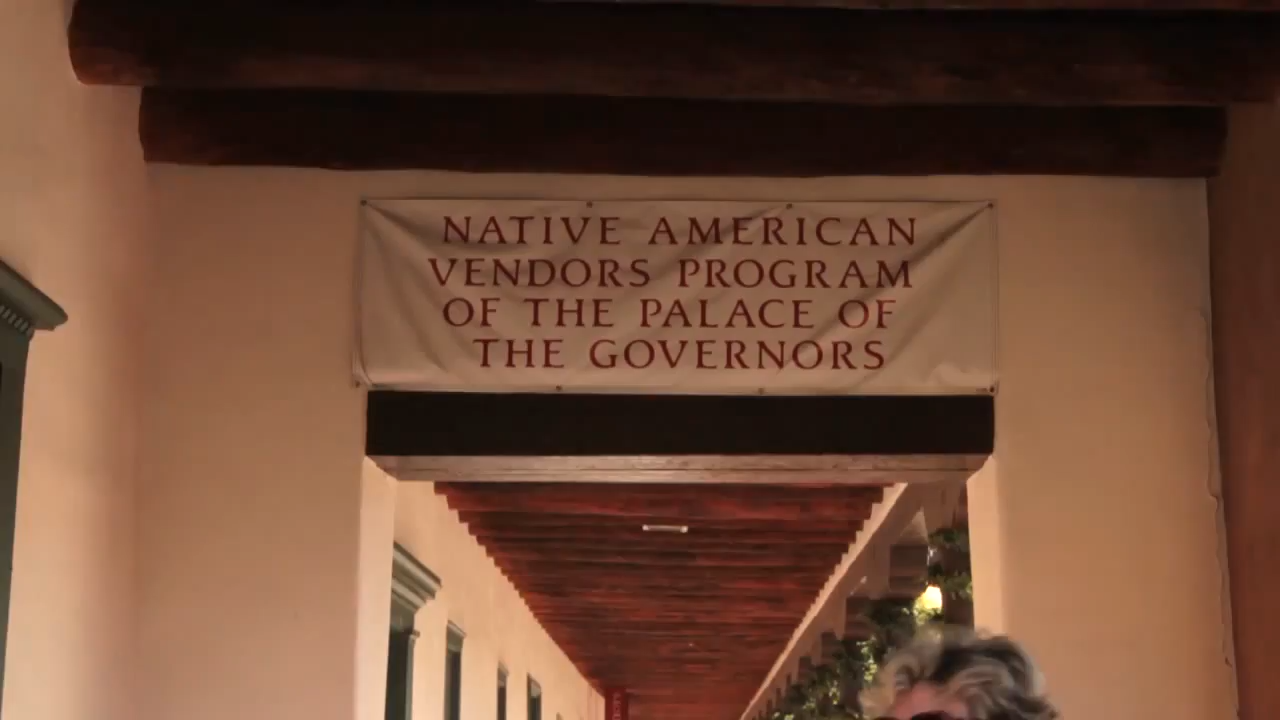 NATIVE AMERICAN
VENDORS PROGRAM
OF THE PALACE OF
THE GOVERNORS